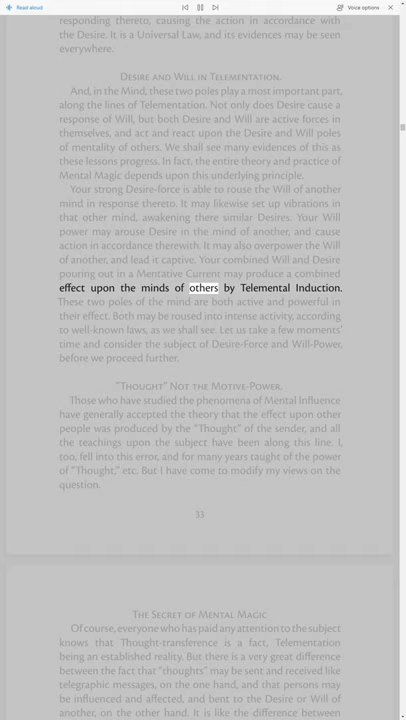 Read aloud
Voice options
responding thereto, causing the action in accordance with
the Desire. It is a Universal Law, and its evidences may be seen
everywhere.
Desire and Will in Telementation.
And, in the Mind, these two poles play a most important part,
along the lines of Telementation. Not only does Desire cause a
response of Will, but both Desire and Will are active forces in
themselves, and act and react upon the Desire and Will poles
of mentality of others. We shall see many evidences of this as
these lessons progress. In fact, the entire theory and practice of
Mental Magic depends upon this underlying principle.
Your strong Desire-force is able to rouse the Will of another
mind in response thereto. It may likewise set up vibrations in
that other mind, awakening there similar Desires. Your Will
power may arouse Desire in the mind of another, and cause
action in accordance therewith. It may also overpower the Will
of another, and lead it captive. Your combined Will and Desire
pouring out in a Mentative Current may produce a combined
effect upon the minds of others by Telemental Induction.
These two poles of the mind are both active and powerful in
their effect. Both may be roused into intense activity, according
to well-known laws, as we shall see. Let us take a few moments'
time and consider the subject of Desire-Force and Will-Power,
before we proceed further.
"Thought" Not the Motive-Power.
Those who have studied the phenomena of Mental Influence
have generally accepted the theory that the effect upon other
people was produced by the "Thought" of the sender, and all
the teachings upon the subject have been along this line. I,
too, fell into this error, and for many years taught of the power
of "Thought," etc. But I have come to modify my views on the
question.
33
The Secret of Mental Magic
Of course, everyone who has paid any attention to the subject
knows that Thought-transference is a fact, Telementation
being an established reality. But there is a very great difference
between the fact that "thoughts" may be sent and received like
telegraphic messages, on the one hand, and that persons may
be influenced and affected, and bent to the Desire or Will of
another, on the other hand. It is like the difference between